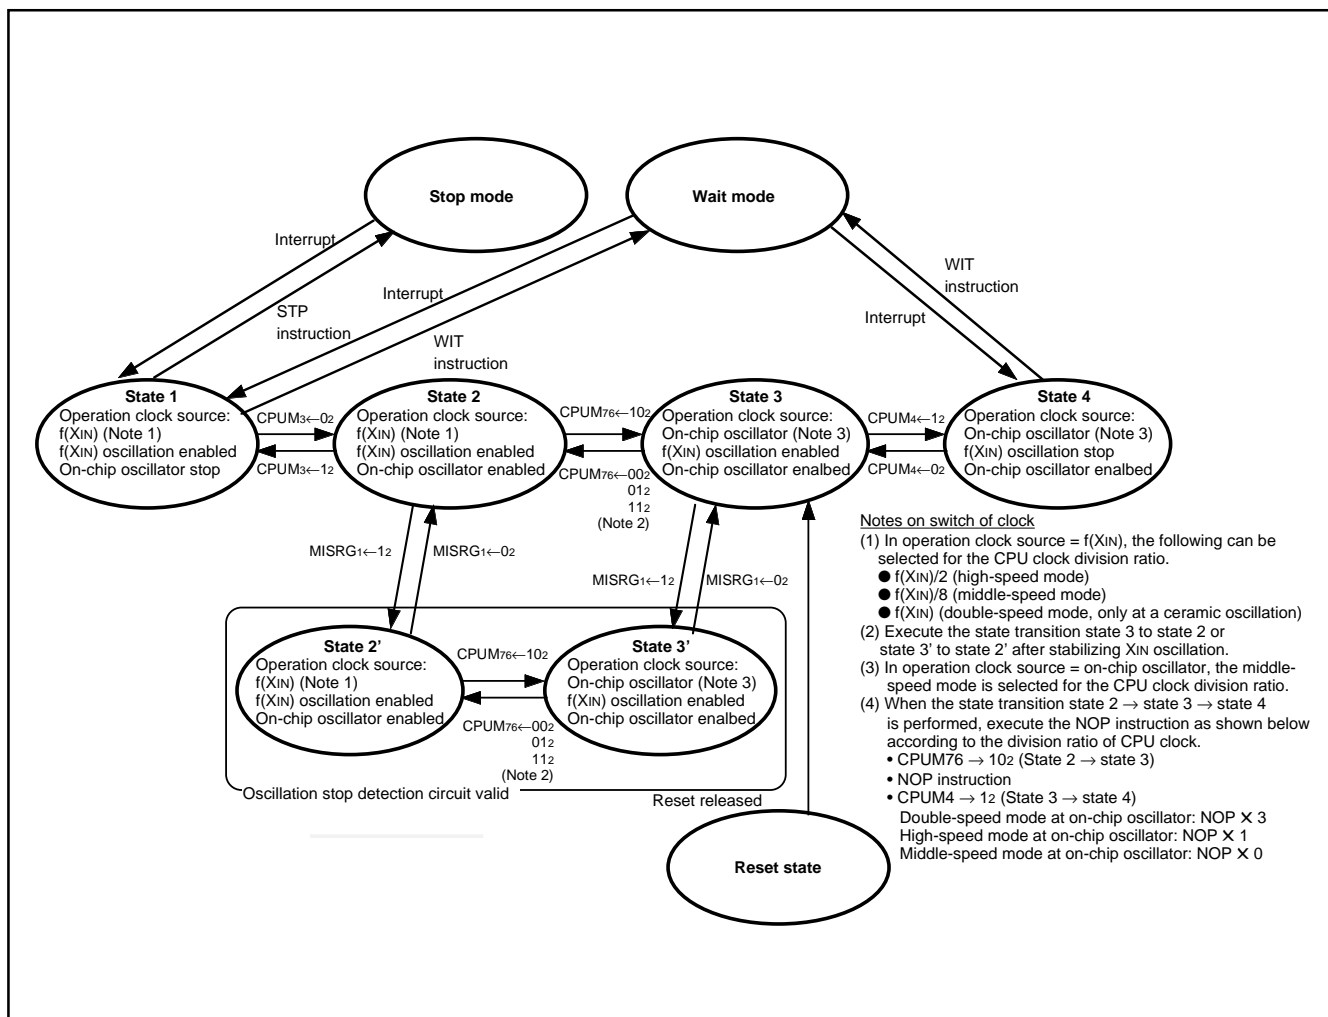 Stop mode
Wait mode
Interrupt
STP
instruction
Interrupt
WIT
instruction
WIT
instruction
Interrupt
State 1
Operation clock source:
f(XIN) (Note 1)
f(XIN) oscillation enabled
On-chip oscillator stop
CPUM3←02
CPUM3←12
State 2
Operation clock source:
f(XIN) (Note 1)
f(XIN) oscillation enabled
On-chip oscillator enabled
CPUM76←102
CPUM76←002
012
112
(Note 2)
State 3
Operation clock source:
On-chip oscillator (Note 3)
f(XIN) oscillation enabled
On-chip oscillator enalbed
CPUM4←12
CPUM4←02
State 4
Operation clock source:
On-chip oscillator (Note 3)
f(XIN) oscillation stop
On-chip oscillator enalbed
MISRG1←12
MISRG1←02
MISRG1←12
MISRG1←02
State 2'
Operation clock source:
f(XIN) (Note 1)
f(XIN) oscillation enabled
On-chip oscillator enabled
CPUM76←102
CPUM76←002
012
112
(Note 2)
State 3'
Operation clock source:
On-chip oscillator (Note 3)
f(XIN) oscillation enabled
On-chip oscillator enalbed
Oscillation stop detection circuit valid
Reset released
Reset state
Notes on switch of clock
(1) In operation clock source = f(XIN), the following can be
selected for the CPU clock division ratio.
● f(XIN)/2 (high-speed mode)
● f(XIN)/8 (middle-speed mode)
● f(XIN) (double-speed mode, only at a ceramic oscillation)
(2) Execute the state transition state 3 to state 2 or
state 3' to state 2' after stabilizing XIN oscillation.
(3) In operation clock source = on-chip oscillator, the middle-
speed mode is selected for the CPU clock division ratio.
(4) When the state transition state 2 → state 3 → state 4
is performed, execute the NOP instruction as shown below
according to the division ratio of CPU clock.
• CPUM76 → 102 (State 2 → state 3)
• NOP instruction
• CPUM4 → 12 (State 3 → state 4)
Double-speed mode at on-chip oscillator: NOP × 3
High-speed mode at on-chip oscillator: NOP × 1
Middle-speed mode at on-chip oscillator: NOP × 0